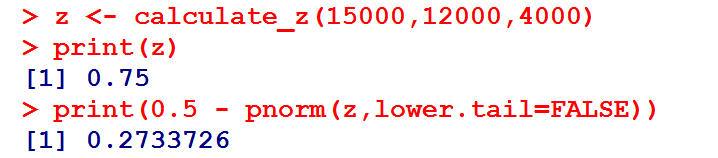 > z <- calculate_z(15000,12000,4000)
> print(z)
[1] 0.75
> print(0.5 - pnorm(z,lower.tail=FALSE))
[1] 0.2733726